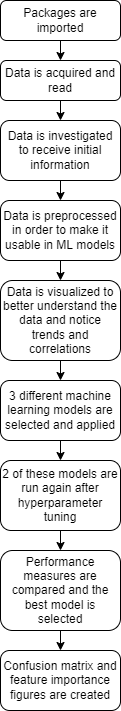 Packages are
imported
Data is acquired and
read
Data is investigated
to receive initial
information
Data is preprocessed
in order to make it
usable in ML models
Data is visualized to
better understand the
data and notice
trends and
correlations
3 different machine
learning models are
selected and applied
2 of these models are
run again after
hyperparameter
tuning
Performance
measures are
compared and the
best model is
selected
Confusion matrix and
feature importance
figures are created